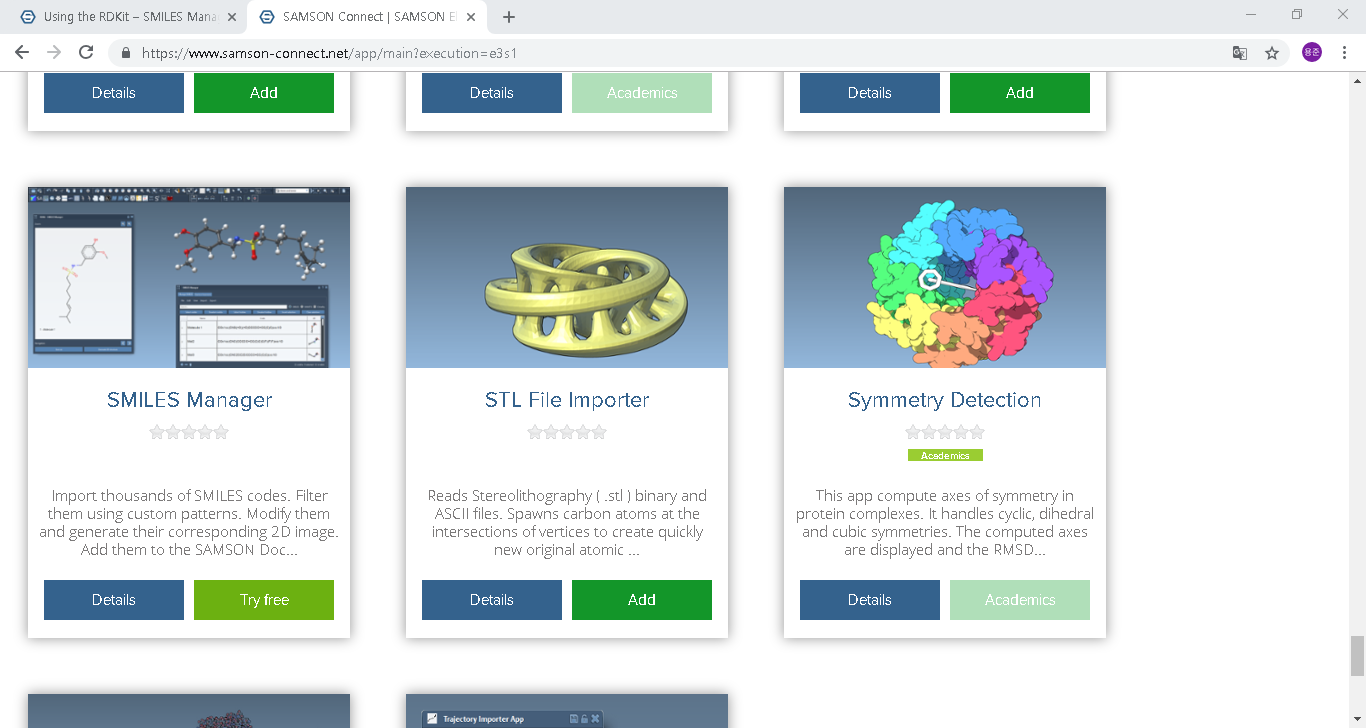 Using the RDKit – SMILES Mana
SAMSON Connect | SAMSON El
https://www.samson-connect.net/app/main?execution=e3s1
용준
Details Add Details Academics Details Add
SMILES Manager
Import thousands of SMILES codes. Filter
them using custom patterns. Modify them
and generate their corresponding 2D image.
Add them to the SAMSON Doc...
Details Try free
STL File Importer
Reads Stereolithography ( .stl ) binary and
ASCII files. Spawns carbon atoms at the
intersections of vertices to create quickly
new original atomic ...
Details Add
Symmetry Detection
Academics
This app compute axes of symmetry in
protein complexes. It handles cyclic, dihedral
and cubic symmetries. The computed axes
are displayed and the RMSD...
Details Academics
Trajectory Importer App